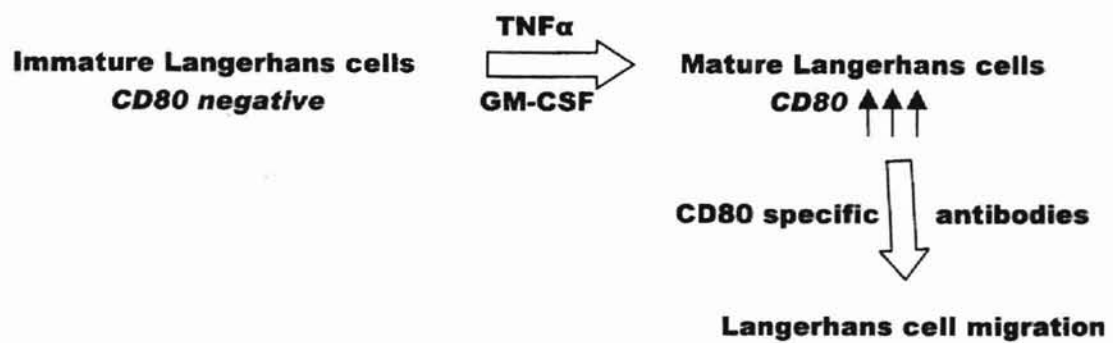 TNFα
Immature Langerhans cells
CD80 negative
GM-CSF
Mature Langerhans cells
CD80
CD80 specific antibodies
Langerhans cell migration